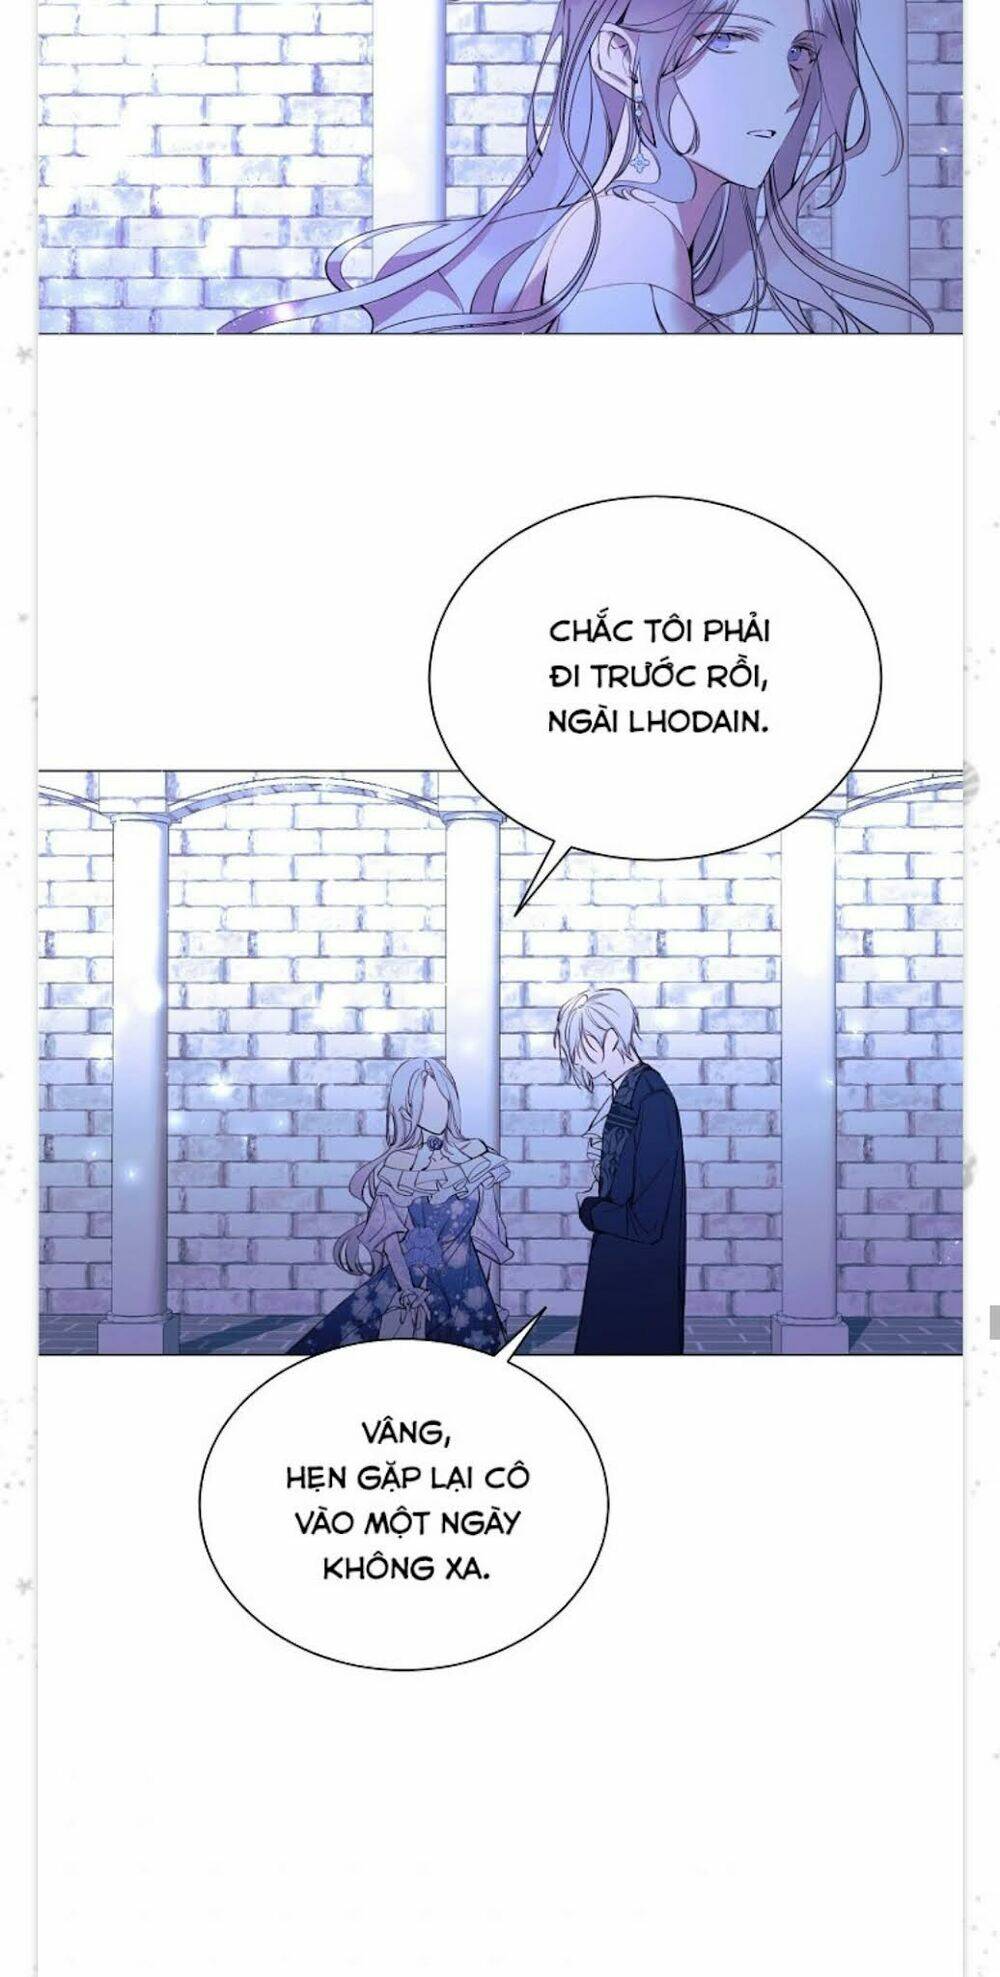 CHẮC TÔI PHẢI
ĐI TRƯỚC RỒI,
NGÀI LHODAIN.
VÂNG,
HẸN GẶP LẠI CÔ
VÀO MỘT NGÀY
KHÔNG XA.